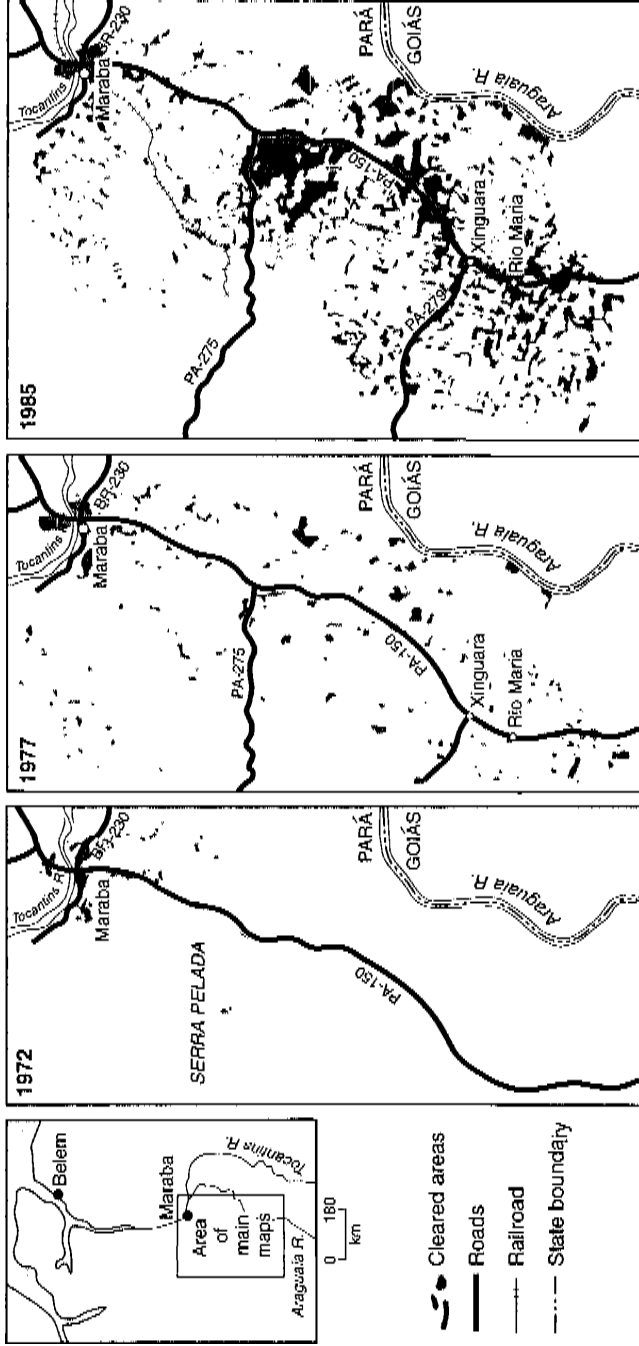 Belem
Maraba
Tocantins R.
Area
of
main
maps
Araguaia R.
0 180
km
Cleared areas
Roads
Railroad
State boundary
1972
Tocantins R.
BR-230
Maraba
SERRA PELADA
PA-150
PARÁ
GOIÁS
Araguaia R.
1977
Tocantins R.
BR-230
Maraba
PA-275
PA-150
PARÁ
GOIÁS
Araguaia R.
Xinguara
Rio Maria
1985
Tocantins
BR-230
Maraba
PA-275
PA-150
PARÁ
GOIÁS
Araguaia R.
PA-279
Xinguara
Rio Maria